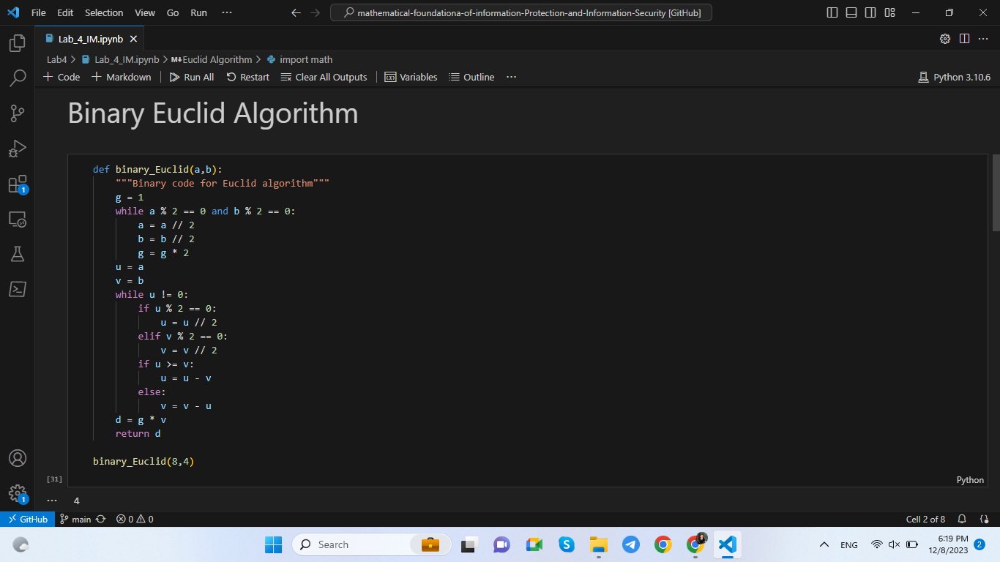 File Edit Selection View Go Run ··· mathematical-foundationa-of-information-Protection-and-Information-Security [GitHub]
Lab_4_IM.ipynb
Lab4 > Lab_4_IM.ipynb > M↓Euclid Algorithm > import math
+ Code + Markdown Run All Restart Clear All Outputs Variables Outline ··· Python 3.10.6
Binary Euclid Algorithm
def binary_Euclid(a,b):
"""Binary code for Euclid algorithm"""
g = 1
while a % 2 == 0 and b % 2 == 0:
a = a // 2
b = b // 2
g = g * 2
u = a
v = b
while u != 0:
if u % 2 == 0:
u = u // 2
elif v % 2 == 0:
v = v // 2
if u >= v:
u = u - v
else:
v = v - u
d = g * v
return d
binary_Euclid(8,4)
[31] Python
··· 4
1
1
GitHub main 0 0 Cell 2 of 8
Search ENG 6:19 PM
12/8/2023 2